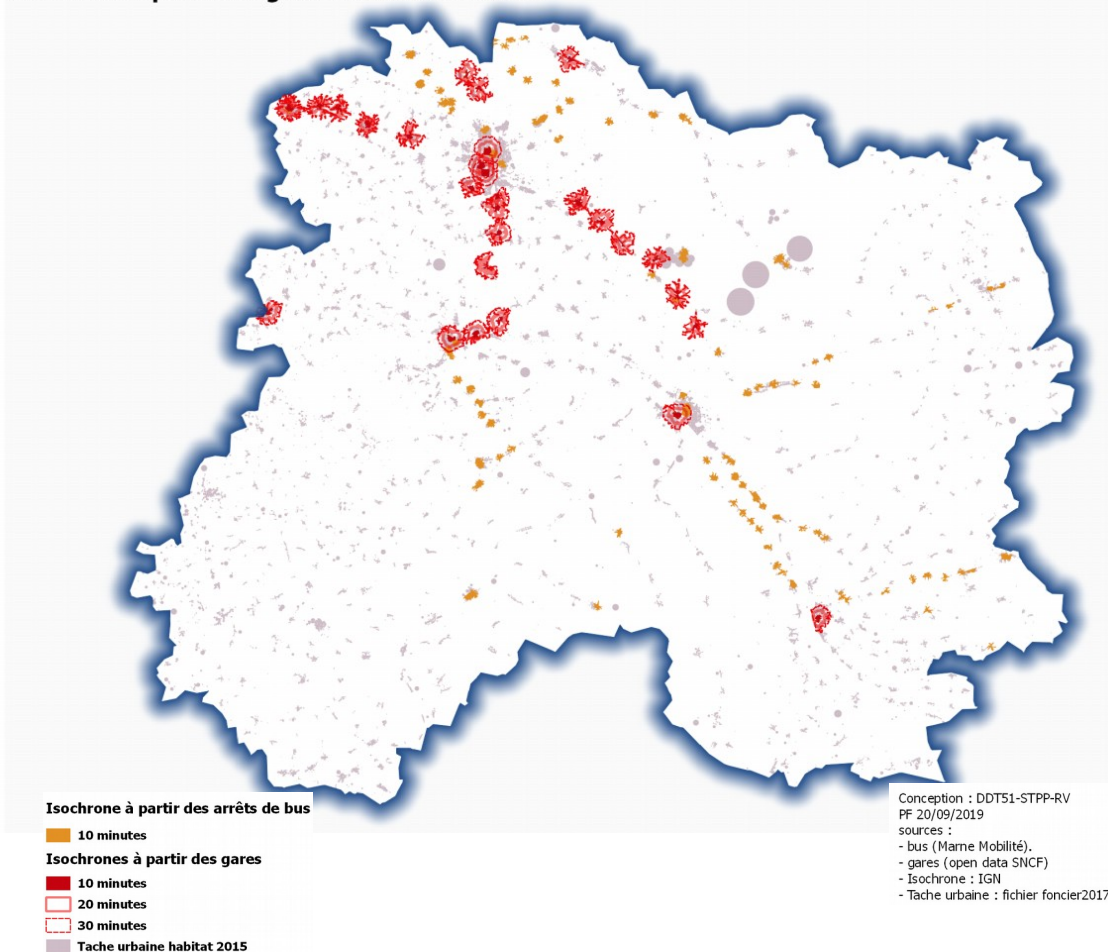 Isochrone à partir des arrêts de bus
10 minutes
Isochrones à partir des gares
10 minutes
20 minutes
30 minutes
Tache urbaine habitat 2015
Conception : DDT51-STPP-RV
PF 20/09/2019
sources :
- bus (Marne Mobilité).
- gares (open data SNCF)
- Isochrone : IGN
- Tache urbaine : fichier foncier2017